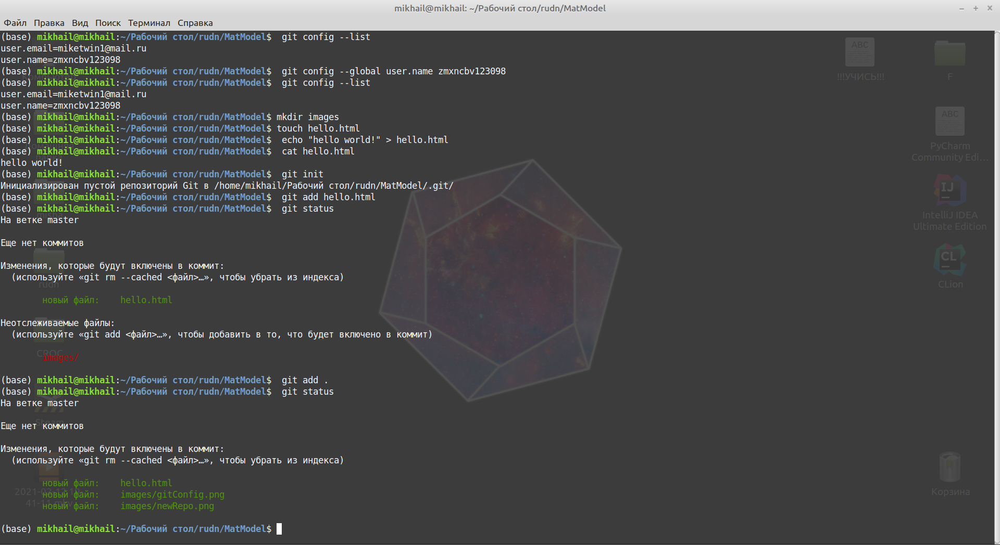 mikhail@mikhail: ~/Рабочий стол/rudn/MatModel
Файл Правка Вид Поиск Терминал Справка
(base) mikhail@mikhail:~/Рабочий стол/rudn/MatModel$  git config --list
user.email=miketwin1@mail.ru
user.name=zmxncbv123098
(base) mikhail@mikhail:~/Рабочий стол/rudn/MatModel$  git config --global user.name zmxncbv123098
(base) mikhail@mikhail:~/Рабочий стол/rudn/MatModel$  git config --list
user.email=miketwin1@mail.ru
user.name=zmxncbv123098
(base) mikhail@mikhail:~/Рабочий стол/rudn/MatModel$ mkdir images
(base) mikhail@mikhail:~/Рабочий стол/rudn/MatModel$ touch hello.html
(base) mikhail@mikhail:~/Рабочий стол/rudn/MatModel$  echo "hello world!" > hello.html
(base) mikhail@mikhail:~/Рабочий стол/rudn/MatModel$  cat hello.html
hello world!
(base) mikhail@mikhail:~/Рабочий стол/rudn/MatModel$  git init
Инициализирован пустой репозиторий Git в /home/mikhail/Рабочий стол/rudn/MatModel/.git/
(base) mikhail@mikhail:~/Рабочий стол/rudn/MatModel$  git add hello.html
(base) mikhail@mikhail:~/Рабочий стол/rudn/MatModel$  git status
На ветке master
Еще нет коммитов
Изменения, которые будут включены в коммит:
  (используйте «git rm --cached <файл>…», чтобы убрать из индекса)
новый файл:    hello.html
Неотслеживаемые файлы:
  (используйте «git add <файл>…», чтобы добавить в то, что будет включено в коммит)
images/
(base) mikhail@mikhail:~/Рабочий стол/rudn/MatModel$  git add .
(base) mikhail@mikhail:~/Рабочий стол/rudn/MatModel$  git status
На ветке master
Еще нет коммитов
Изменения, которые будут включены в коммит:
  (используйте «git rm --cached <файл>…», чтобы убрать из индекса)
новый файл:    hello.html
новый файл:    images/gitConfig.png
новый файл:    images/newRepo.png
(base) mikhail@mikhail:~/Рабочий стол/rudn/MatModel$
ABC
!!!УЧИСЬ!!!
F
ABC
PyCharm
Community Edi...
IJ
IntelliJ IDEA
Ultimate Edition
CL
CLion
Корзина
misha
rudn
CROC
Steam